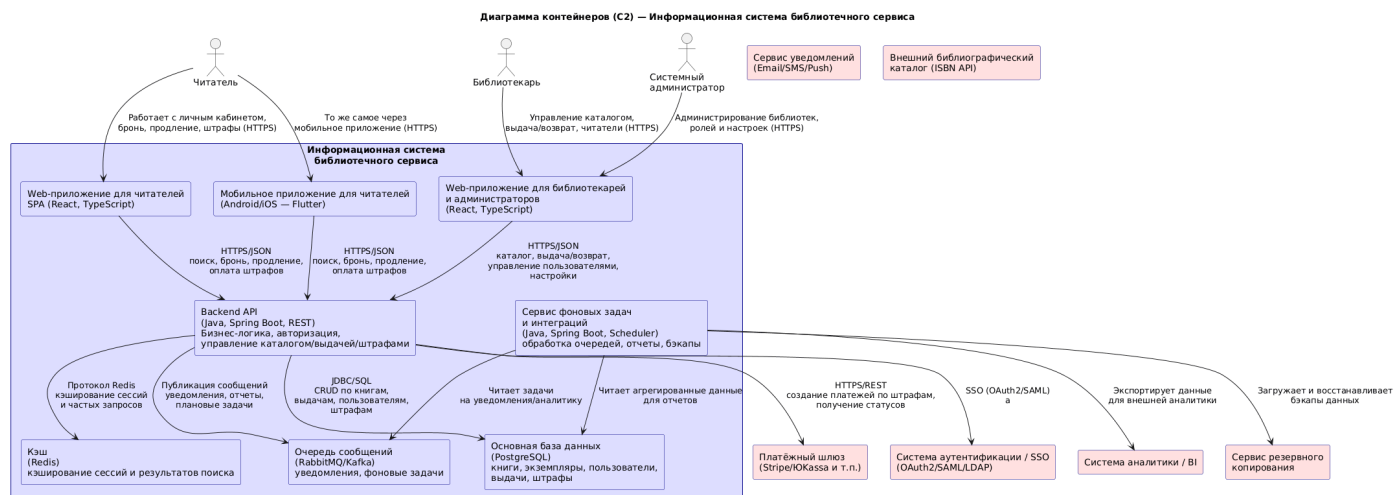 Диаграмма контейнеров (C2) — Информационная система библиотечного сервиса
Читатель
Библиотекарь
Системный
администратор
Сервис уведомлений
(Email/SMS/Push)
Внешний библиографический
каталог (ISBN API)
Работает с личным кабинетом,
бронь, продление, штрафы (HTTPS)
То же самое через
мобильное приложение (HTTPS)
Управление каталогом,
выдача/возврат, читатели (HTTPS)
Администрирование библиотек,
ролей и настроек (HTTPS)
Информационная система
библиотечного сервиса
Web-приложение для читателей
SPA (React, TypeScript)
Мобильное приложение для читателей
(Android/iOS — Flutter)
Web-приложение для библиотекарей
и администраторов
(React, TypeScript)
HTTPS/JSON
поиск, бронь, продление,
оплата штрафов
HTTPS/JSON
поиск, бронь, продление,
оплата штрафов
HTTPS/JSON
каталог, выдача/возврат,
управление пользователями,
настройки
Backend API
(Java, Spring Boot, REST)
Бизнес-логика, авторизация,
управление каталогом/выдачей/штрафами
Сервис фоновых задач
и интеграций
(Java, Spring Boot, Scheduler)
обработка очередей, отчеты, бэкапы
Протокол Redis
кэширование сессий
и частых запросов
Публикация сообщений
уведомления, отчеты,
плановые задачи
JDBC/SQL
CRUD по книгам,
выдачам, пользователям,
штрафам
Читает задачи
на уведомления/аналитику
Читает агрегированные данные
для отчетов
HTTPS/REST
создание платежей по штрафам,
получение статусов
SSO (OAuth2/SAML)
а
Экспортирует данные
для внешней аналитики
Загружает и восстанавливает
бэкапы данных
Кэш
(Redis)
кэширование сессий и результатов поиска
Очередь сообщений
(RabbitMQ/Kafka)
уведомления, фоновые задачи
Основная база данных
(PostgreSQL)
книги, экземпляры, пользователи,
выдачи, штрафы
Платёжный шлюз
(Stripe/ЮKassa и т.п.)
Система аутентификации / SSO
(OAuth2/SAML/LDAP)
Система аналитики / BI
Сервис резервного
копирования